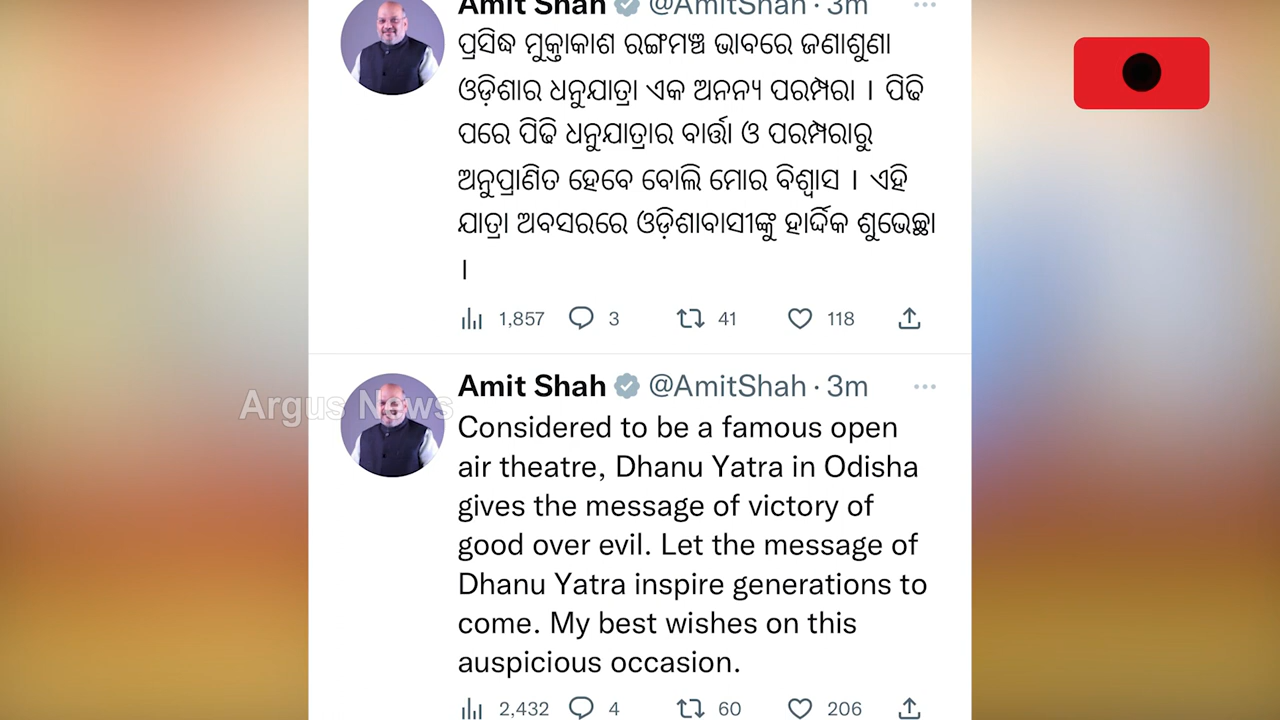 Amit Shah @AmitShah · 3m
ପ୍ରସିଦ୍ଧ ମୁକ୍ତାକାଶ ରଙ୍ଗମଞ୍ଚ ଭାବରେ ଜଣାଶୁଣା
ଓଡ଼ିଶାର ଧନୁଯାତ୍ରା ଏକ ଅନନ୍ୟ ପରମ୍ପରା । ପିଢି
ପରେ ପିଢି ଧନୁଯାତ୍ରାର ବାର୍ତ୍ତା ଓ ପରମ୍ପରାରୁ
ଅନୁପ୍ରାଣିତ ହେବେ ବୋଲି ମୋର ବିଶ୍ୱାସ । ଏହି
ଯାତ୍ରା ଅବସରରେ ଓଡ଼ିଶାବାସୀଙ୍କୁ ହାର୍ଦ୍ଦିକ ଶୁଭେଚ୍ଛା
।
1,857 3 41 118
Amit Shah @AmitShah · 3m
Argus News
Considered to be a famous open
air theatre, Dhanu Yatra in Odisha
gives the message of victory of
good over evil. Let the message of
Dhanu Yatra inspire generations to
come. My best wishes on this
auspicious occasion.
2,432 4 60 206